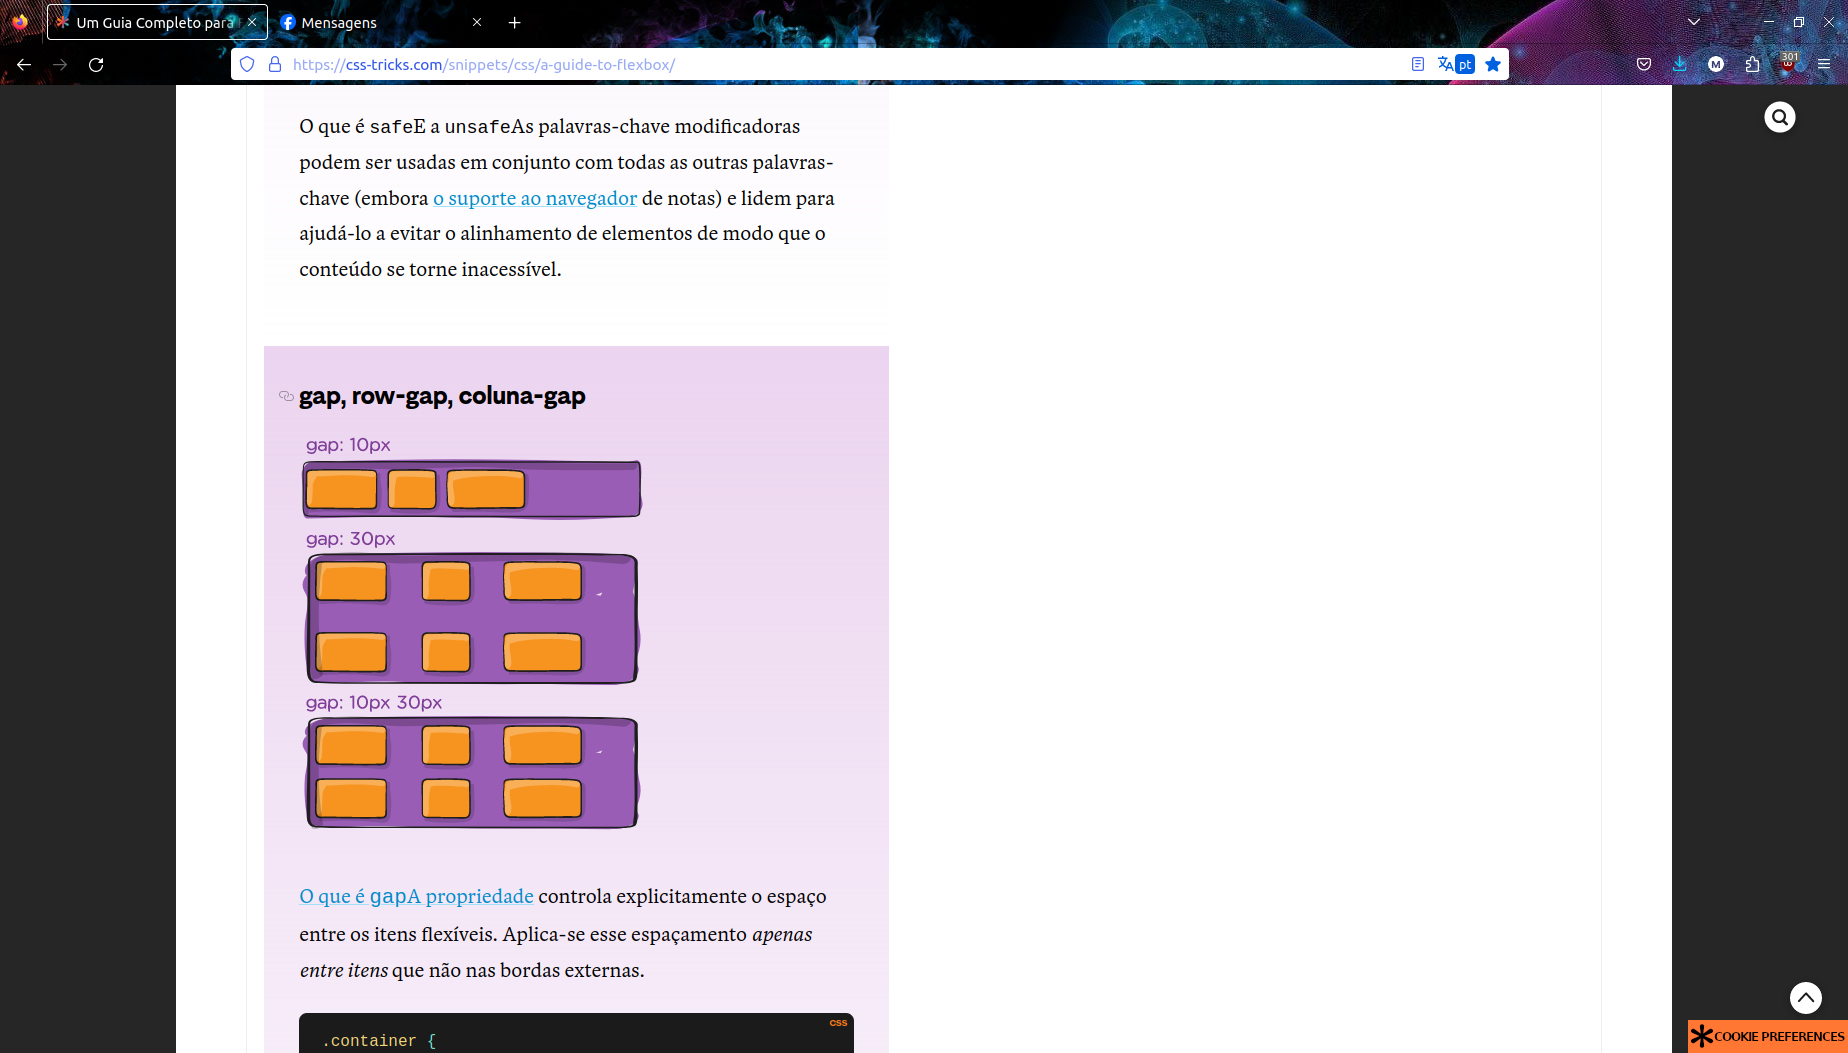 Um Guia Completo para
Mensagens
https://css-tricks.com/snippets/css/a-guide-to-flexbox/
pt
M
301
O que é safeE a unsafeAs palavras-chave modificadoras
podem ser usadas em conjunto com todas as outras palavras-
chave (embora o suporte ao navegador de notas) e lidem para
ajudá-lo a evitar o alinhamento de elementos de modo que o
conteúdo se torne inacessível.
gap, row-gap, coluna-gap
gap: 10px
gap: 30px
gap: 10px 30px
O que é gapA propriedade controla explicitamente o espaço
entre os itens flexíveis. Aplica-se esse espaçamento apenas
entre itens que não nas bordas externas.
CSS
.container {
COOKIE PREFERENCES